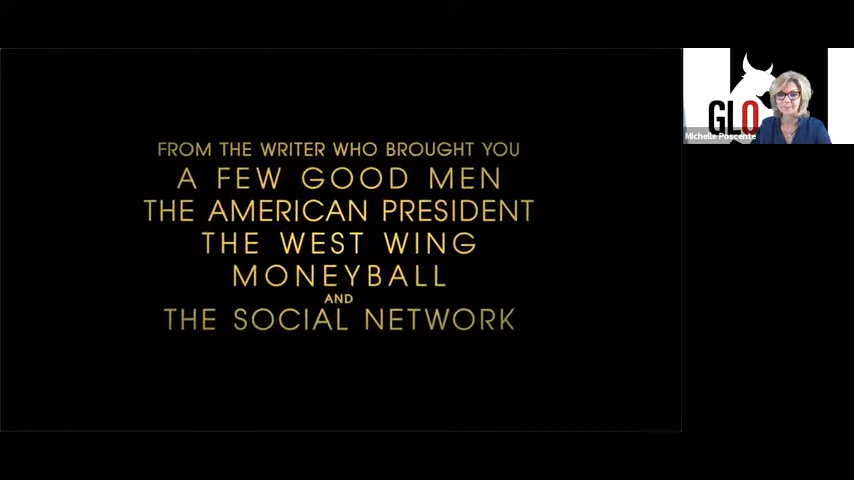 FROM THE WRITER WHO BROUGHT YOU
A FEW GOOD MEN
THE AMERICAN PRESIDENT
THE WEST WING
MONEYBALL
AND
THE SOCIAL NETWORK
GLO
Michelle Poscente